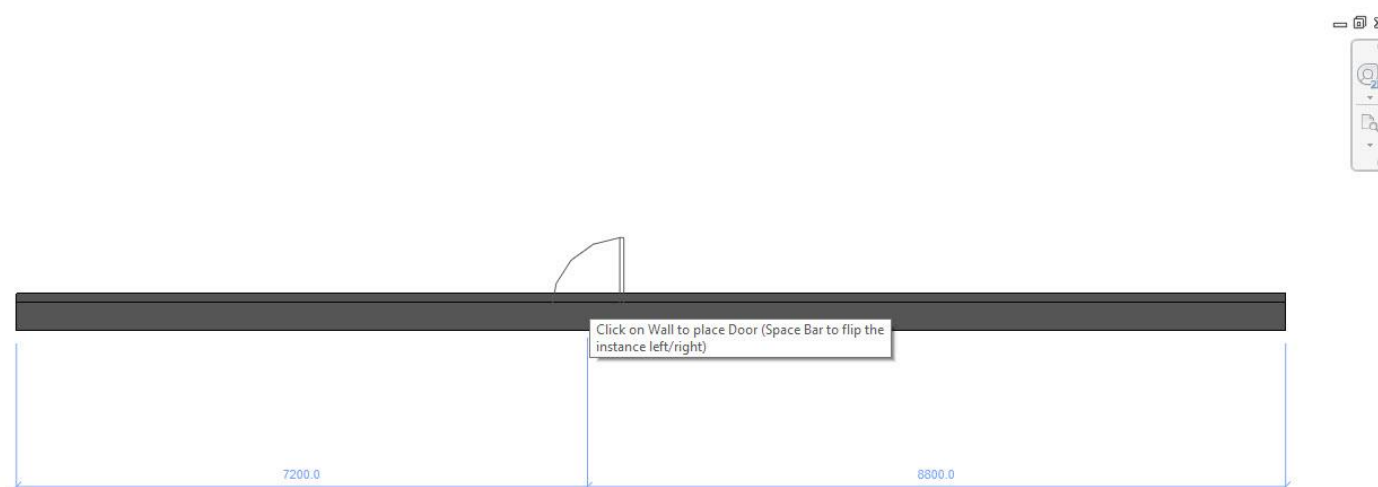 Click on Wall to place Door (Space Bar to flip the
instance left/right)
7200.0
8800.0